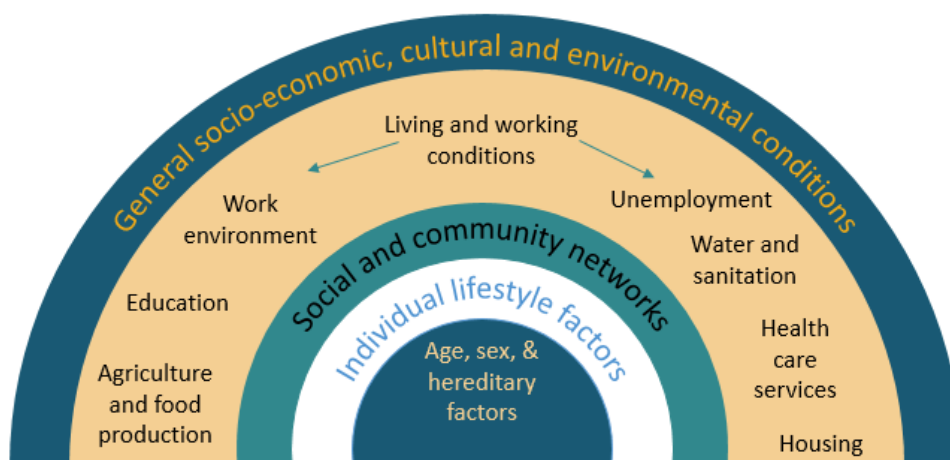 General socio-economic, cultural and environmental conditions
Living and working
conditions
Work
environment
Unemployment
Water and
sanitation
Education
Health
care
services
Agriculture
and food
production
Housing
Social and community networks
Individual lifestyle factors
Age, sex, &
hereditary
factors